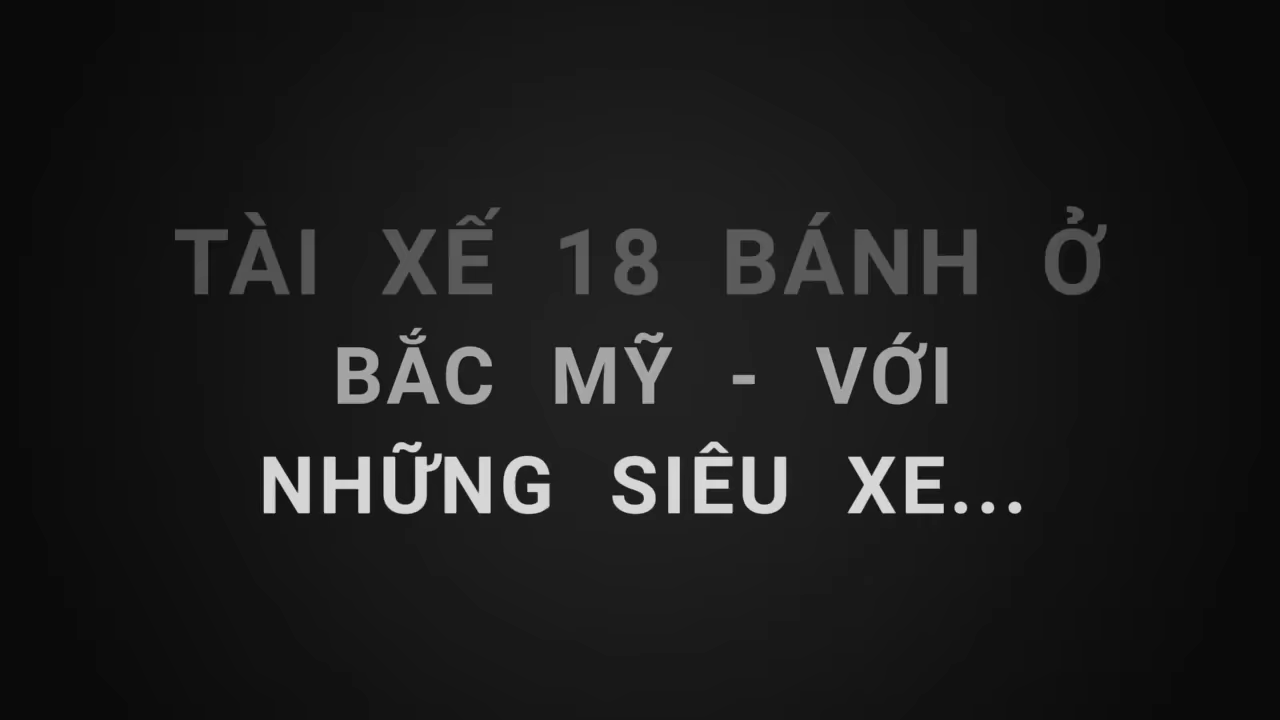 TÀI XẾ 18 BÁNH Ở
BẮC MỸ - VỚI
NHỮNG SIÊU XE...